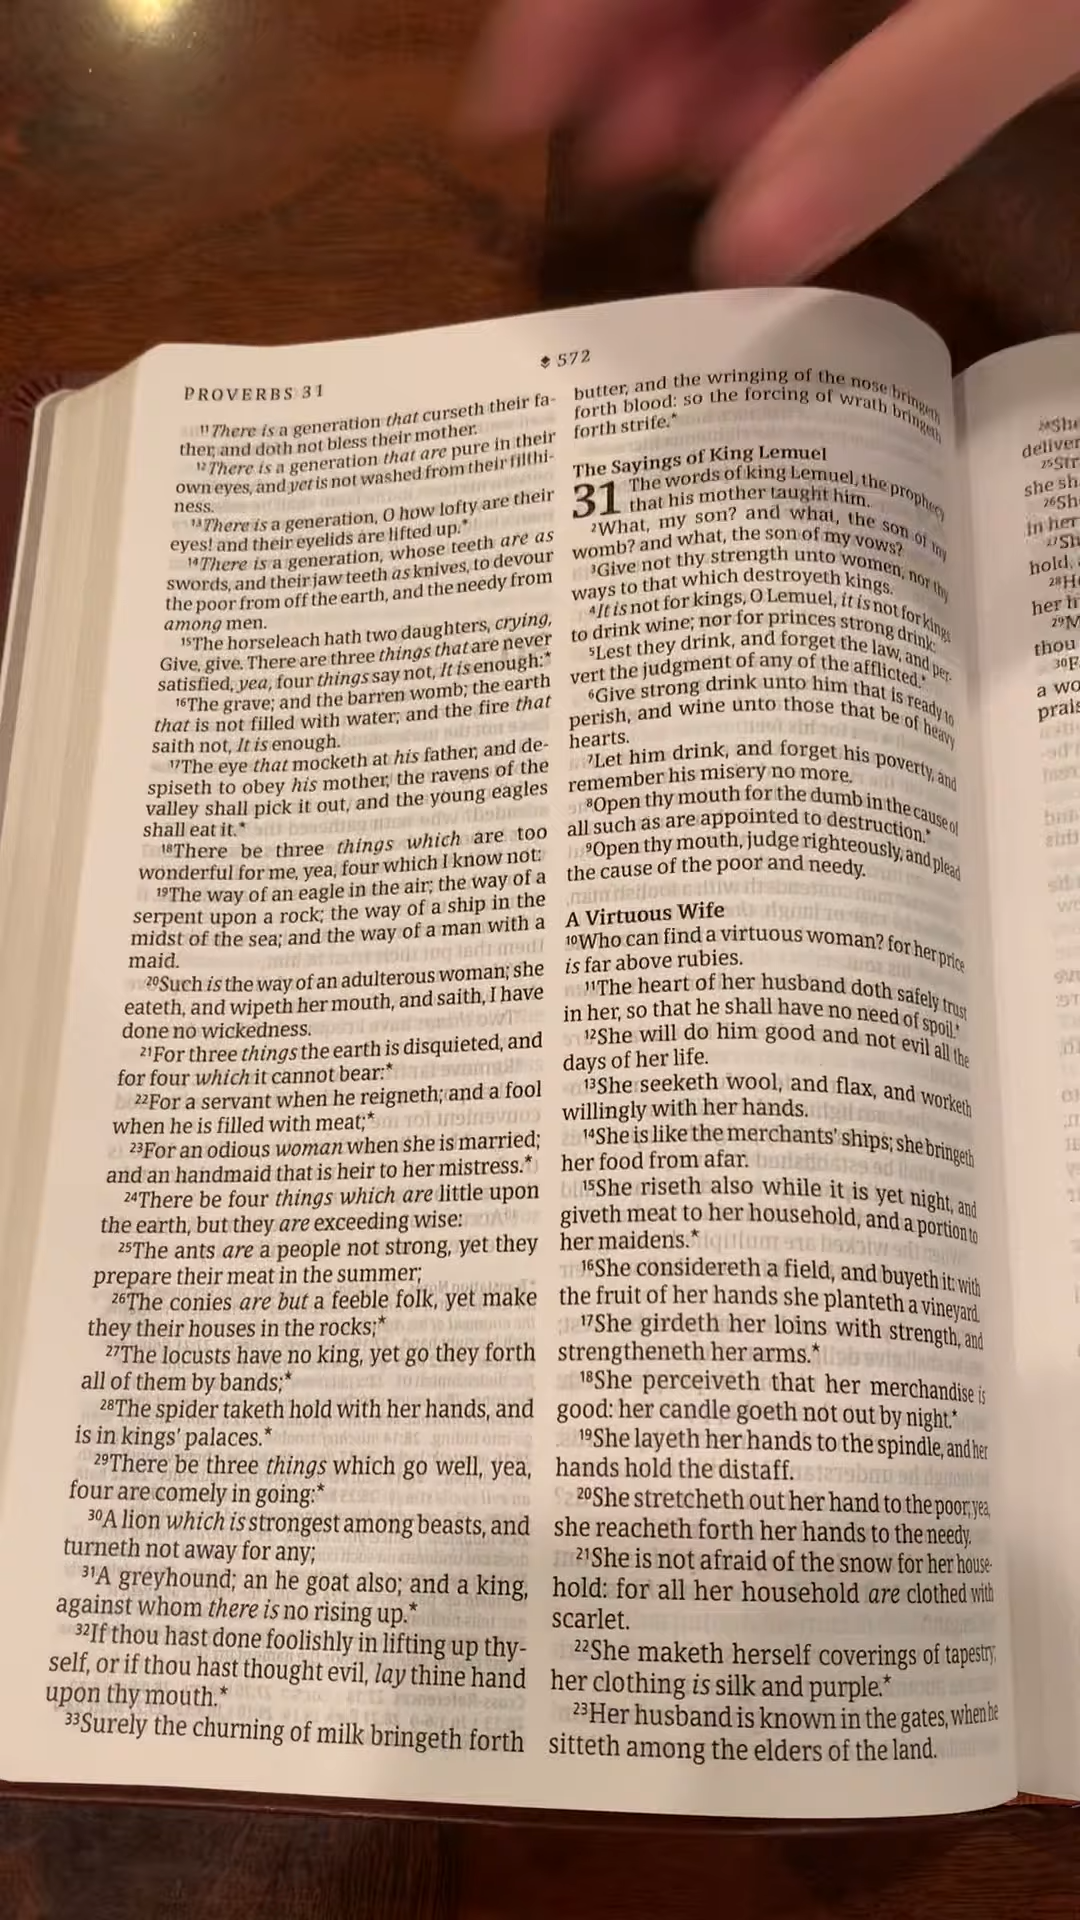 572
PROVERBS 31
¹¹There is a generation that curseth their fa-
ther, and doth not bless their mother.
¹²There is a generation that are pure in their
own eyes, and yet is not washed from their filthi-
ness.
¹³There is a generation, O how lofty are their
eyes! and their eyelids are lifted up.*
¹⁴There is a generation, whose teeth are as
swords, and their jaw teeth as knives, to devour
the poor from off the earth, and the needy from
among men.
¹⁵The horseleach hath two daughters, crying,
Give, give. There are three things that are never
satisfied, yea, four things say not, It is enough:*
¹⁶The grave; and the barren womb; the earth
that is not filled with water; and the fire that
saith not, It is enough.
¹⁷The eye that mocketh at his father, and de-
spiseth to obey his mother, the ravens of the
valley shall pick it out, and the young eagles
shall eat it.*
¹⁸There be three things which are too
wonderful for me, yea, four which I know not:
¹⁹The way of an eagle in the air; the way of a
serpent upon a rock; the way of a ship in the
midst of the sea; and the way of a man with a
maid.
²⁰Such is the way of an adulterous woman; she
eateth, and wipeth her mouth, and saith, I have
done no wickedness.
²¹For three things the earth is disquieted, and
for four which it cannot bear:*
²²For a servant when he reigneth; and a fool
when he is filled with meat;*
²³For an odious woman when she is married;
and an handmaid that is heir to her mistress.*
²⁴There be four things which are little upon
the earth, but they are exceeding wise:
²⁵The ants are a people not strong, yet they
prepare their meat in the summer;
²⁶The conies are but a feeble folk, yet make
they their houses in the rocks;*
²⁷The locusts have no king, yet go they forth
all of them by bands;*
²⁸The spider taketh hold with her hands, and
is in kings' palaces.*
²⁹There be three things which go well, yea,
four are comely in going:*
³⁰A lion which is strongest among beasts, and
turneth not away for any;
³¹A greyhound; an he goat also; and a king,
against whom there is no rising up.*
³²If thou hast done foolishly in lifting up thy-
self, or if thou hast thought evil, lay thine hand
upon thy mouth.*
³³Surely the churning of milk bringeth forth
butter, and the wringing of the nose bringeth
forth blood: so the forcing of wrath bringeth
forth strife.*
The Sayings of King Lemuel
31 The words of king Lemuel, the prophecy
that his mother taught him.
²What, my son? and what, the son of my
womb? and what, the son of my vows?
³Give not thy strength unto women, nor thy
ways to that which destroyeth kings.
⁴It is not for kings, O Lemuel, it is not for kings
to drink wine; nor for princes strong drink:
⁵Lest they drink, and forget the law, and per-
vert the judgment of any of the afflicted.*
⁶Give strong drink unto him that is ready to
perish, and wine unto those that be of heavy
hearts.
⁷Let him drink, and forget his poverty, and
remember his misery no more.
⁸Open thy mouth for the dumb in the cause of
all such as are appointed to destruction.*
⁹Open thy mouth, judge righteously, and plead
the cause of the poor and needy.
A Virtuous Wife
¹⁰Who can find a virtuous woman? for her price
is far above rubies.
¹¹The heart of her husband doth safely trust
in her, so that he shall have no need of spoil.*
¹²She will do him good and not evil all the
days of her life.
¹³She seeketh wool, and flax, and worketh
willingly with her hands.
¹⁴She is like the merchants' ships; she bringeth
her food from afar.
¹⁵She riseth also while it is yet night, and
giveth meat to her household, and a portion to
her maidens.*
¹⁶She considereth a field, and buyeth it: with
the fruit of her hands she planteth a vineyard.
¹⁷She girdeth her loins with strength, and
strengtheneth her arms.*
¹⁸She perceiveth that her merchandise is
good: her candle goeth not out by night.*
¹⁹She layeth her hands to the spindle, and her
hands hold the distaff.
²⁰She stretcheth out her hand to the poor; yea,
she reacheth forth her hands to the needy.
²¹She is not afraid of the snow for her house-
hold: for all her household are clothed with
scarlet.
²²She maketh herself coverings of tapestry;
her clothing is silk and purple.*
²³Her husband is known in the gates, when he
sitteth among the elders of the land.
deliver
she sh
in her
hold,
her h
thou
a wo